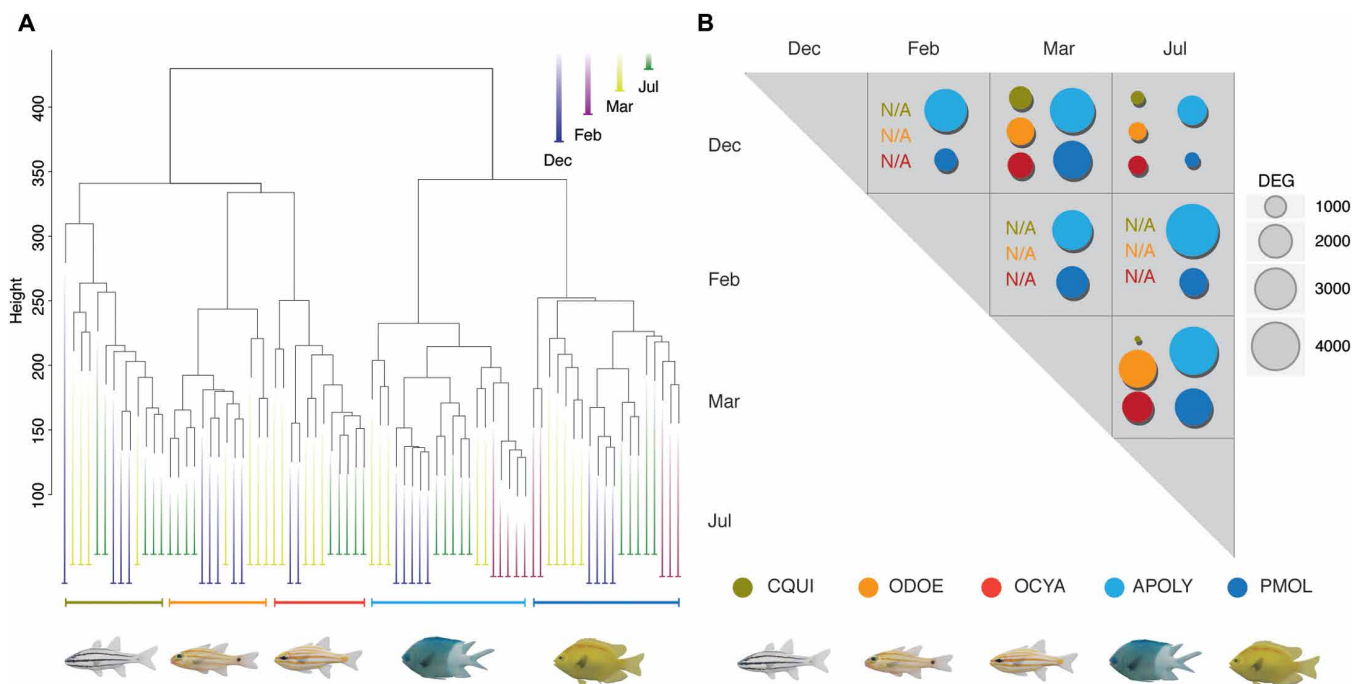 A
Height
400
350
300
250
200
150
100
Dec
Feb
Mar
Jul
B
Dec Feb Mar Jul
Dec
N/A
N/A
N/A
Feb
N/A N/A
N/A N/A
N/A N/A
Mar
Jul
DEG
1000
2000
3000
4000
CQUI ODOE OCYA APOLY PMOL